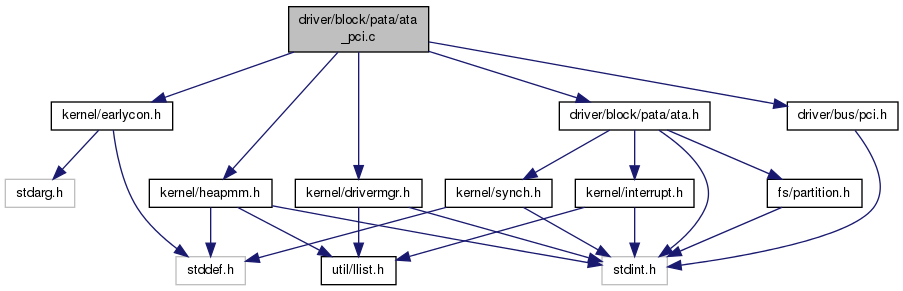 driver/block/pata/ata
_pci.c
kernel/earlycon.h
driver/block/pata/ata.h
driver/bus/pci.h
stdarg.h
kernel/heapmm.h
kernel/drivermgr.h
kernel/synch.h
kernel/interrupt.h
fs/partition.h
stddef.h
util/llist.h
stdint.h